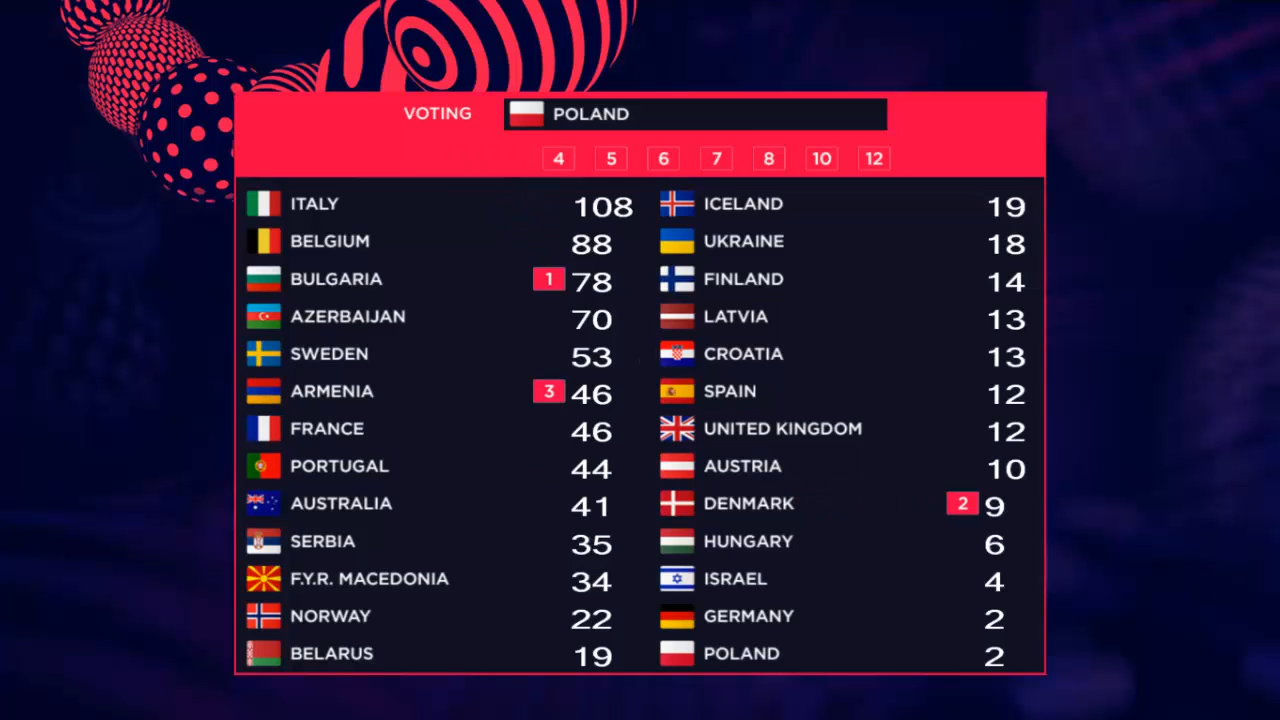 VOTING POLAND
4 5 6 7 8 10 12
ITALY 108
BELGIUM 88
BULGARIA 1 78
AZERBAIJAN 70
SWEDEN 53
ARMENIA 3 46
FRANCE 46
PORTUGAL 44
AUSTRALIA 41
SERBIA 35
F.Y.R. MACEDONIA 34
NORWAY 22
BELARUS 19
ICELAND 19
UKRAINE 18
FINLAND 14
LATVIA 13
CROATIA 13
SPAIN 12
UNITED KINGDOM 12
AUSTRIA 10
DENMARK 2 9
HUNGARY 6
ISRAEL 4
GERMANY 2
POLAND 2